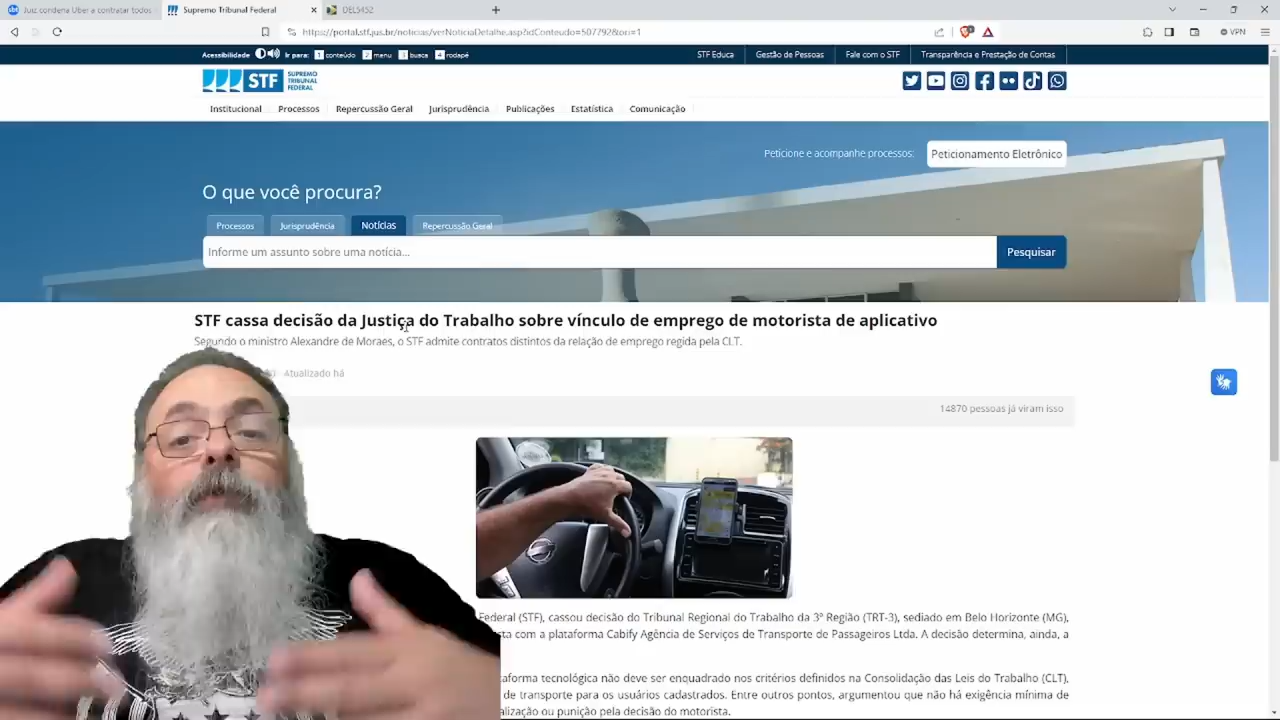 Juiz condena Uber a contratar todos
Supremo Tribunal Federal
DEL5452
https://portal.stf.jus.br/noticias/verNoticiaDetalhe.asp?idConteudo=507792&ori=1
VPN
Acessibilidade Ir para: 1 conteúdo 2 menu 3 busca 4 rodapé
STF Educa Gestão de Pessoas Fale com o STF Transparência e Prestação de Contas
STF SUPREMO TRIBUNAL FEDERAL
Institucional Processos Repercussão Geral Jurisprudência Publicações Estatística Comunicação
Peticione e acompanhe processos: Peticionamento Eletrônico
O que você procura?
Processos Jurisprudência Notícias Repercussão Geral
Informe um assunto sobre uma notícia... Pesquisar
STF cassa decisão da Justiça do Trabalho sobre vínculo de emprego de motorista de aplicativo
Segundo o ministro Alexandre de Moraes, o STF admite contratos distintos da relação de emprego regida pela CLT.
Atualizado há
14870 pessoas já viram isso
Federal (STF), cassou decisão do Tribunal Regional do Trabalho da 3ª Região (TRT-3), sediado em Belo Horizonte (MG),
com a plataforma Cabify Agência de Serviços de Transporte de Passageiros Ltda. A decisão determina, ainda, a
tecnológica não deve ser enquadrado nos critérios definidos na Consolidação das Leis do Trabalho (CLT),
de transporte para os usuários cadastrados. Entre outros pontos, argumentou que não há exigência mínima de
ou punição pela decisão do motorista.